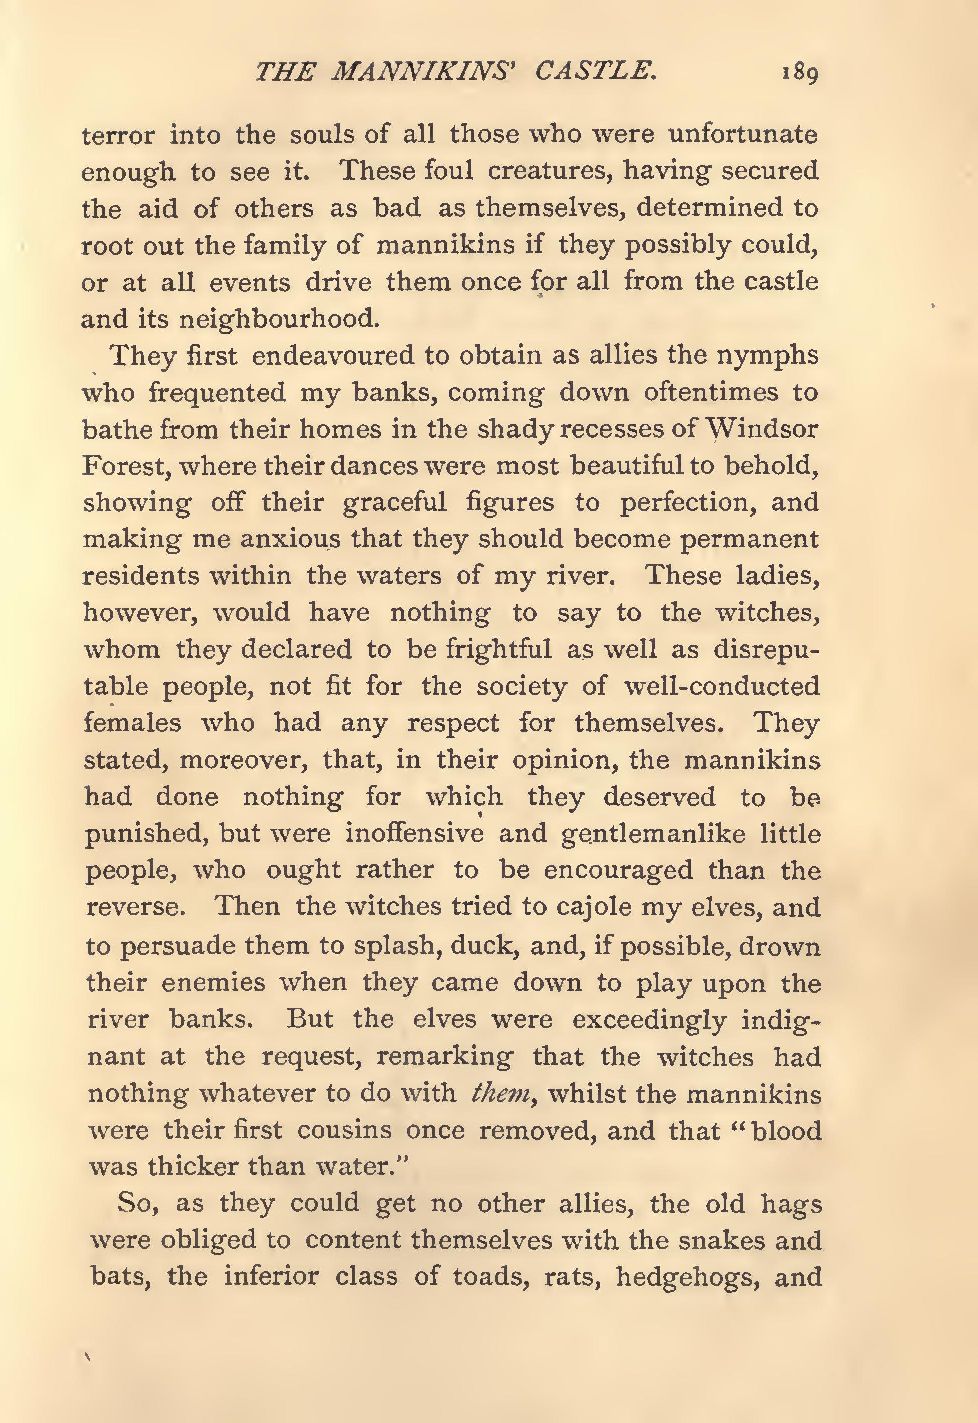 THE MANNIKINS' CASTLE. 189
terror into the souls of all those who were unfortunate
enough to see it. These foul creatures, having secured
the aid of others as bad as themselves, determined to
root out the family of mannikins if they possibly could,
or at all events drive them once for all from the castle
and its neighbourhood.
They first endeavoured to obtain as allies the nymphs
who frequented my banks, coming down oftentimes to
bathe from their homes in the shady recesses of Windsor
Forest, where their dances were most beautiful to behold,
showing off their graceful figures to perfection, and
making me anxious that they should become permanent
residents within the waters of my river. These ladies,
however, would have nothing to say to the witches,
whom they declared to be frightful as well as disrepu-
table people, not fit for the society of well-conducted
females who had any respect for themselves. They
stated, moreover, that, in their opinion, the mannikins
had done nothing for which they deserved to be
punished, but were inoffensive and gentlemanlike little
people, who ought rather to be encouraged than the
reverse. Then the witches tried to cajole my elves, and
to persuade them to splash, duck, and, if possible, drown
their enemies when they came down to play upon the
river banks. But the elves were exceedingly indig-
nant at the request, remarking that the witches had
nothing whatever to do with them, whilst the mannikins
were their first cousins once removed, and that "blood
was thicker than water."
So, as they could get no other allies, the old hags
were obliged to content themselves with the snakes and
bats, the inferior class of toads, rats, hedgehogs, and